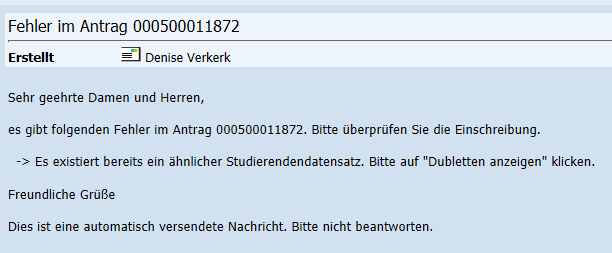 Fehler im Antrag 000500011872
Erstellt Denise Verkerk
Sehr geehrte Damen und Herren,
es gibt folgenden Fehler im Antrag 000500011872. Bitte überprüfen Sie die Einschreibung.
-> Es existiert bereits ein ähnlicher Studierendendatensatz. Bitte auf "Dubletten anzeigen" klicken.
Freundliche Grüße
Dies ist eine automatisch versendete Nachricht. Bitte nicht beantworten.